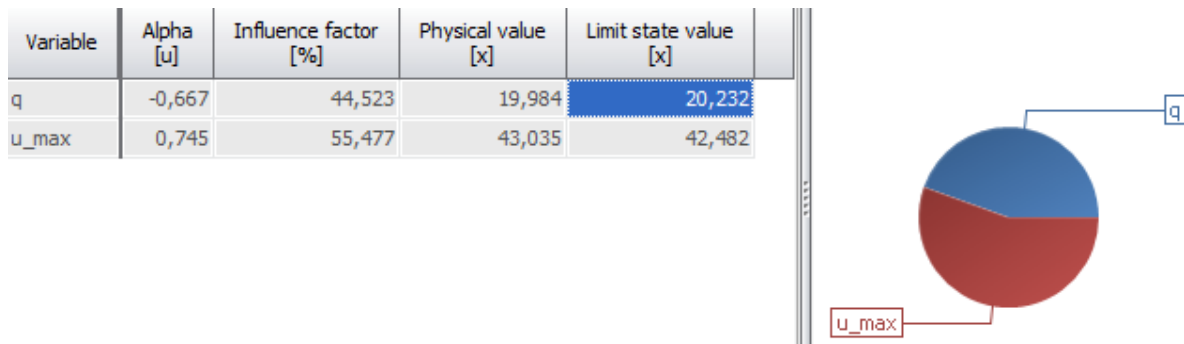 Variable Alpha [u] Influence factor [%] Physical value [x] Limit state value [x]
q -0,667 44,523 19,984 20,232
u_max 0,745 55,477 43,035 42,482
q
u_max